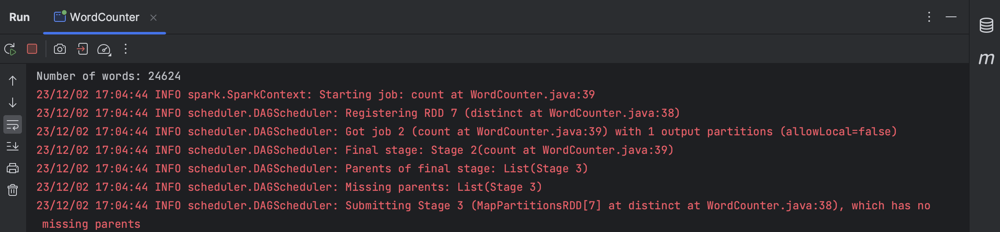 Run WordCounter
m
Number of words: 24624
23/12/02 17:04:44 INFO spark.SparkContext: Starting job: count at WordCounter.java:39
23/12/02 17:04:44 INFO scheduler.DAGScheduler: Registering RDD 7 (distinct at WordCounter.java:38)
23/12/02 17:04:44 INFO scheduler.DAGScheduler: Got job 2 (count at WordCounter.java:39) with 1 output partitions (allowLocal=false)
23/12/02 17:04:44 INFO scheduler.DAGScheduler: Final stage: Stage 2(count at WordCounter.java:39)
23/12/02 17:04:44 INFO scheduler.DAGScheduler: Parents of final stage: List(Stage 3)
23/12/02 17:04:44 INFO scheduler.DAGScheduler: Missing parents: List(Stage 3)
23/12/02 17:04:44 INFO scheduler.DAGScheduler: Submitting Stage 3 (MapPartitionsRDD[7] at distinct at WordCounter.java:38), which has no
missing parents